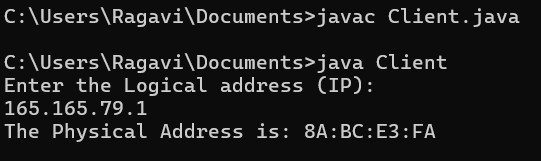 C:\Users\Ragavi\Documents>javac Client.java
C:\Users\Ragavi\Documents>java Client
Enter the Logical address (IP):
165.165.79.1
The Physical Address is: 8A:BC:E3:FA